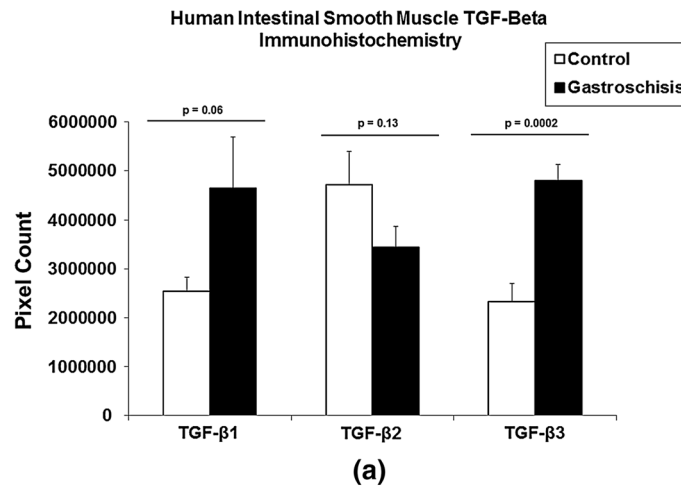 Human Intestinal Smooth Muscle TGF-Beta
Immunohistochemistry
Control
Gastroschisis
p = 0.06
p = 0.13
p = 0.0002
6000000
5000000
4000000
3000000
2000000
1000000
0
Pixel Count
TGF-β1
TGF-β2
TGF-β3
(a)